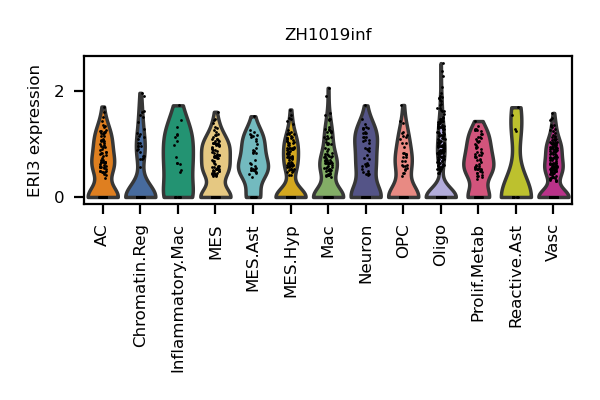 ZH1019inf
ERI3 expression
2
0
AC
Chromatin.Reg
Inflammatory.Mac
MES
MES.Ast
MES.Hyp
Mac
Neuron
OPC
Oligo
Prolif.Metab
Reactive.Ast
Vasc